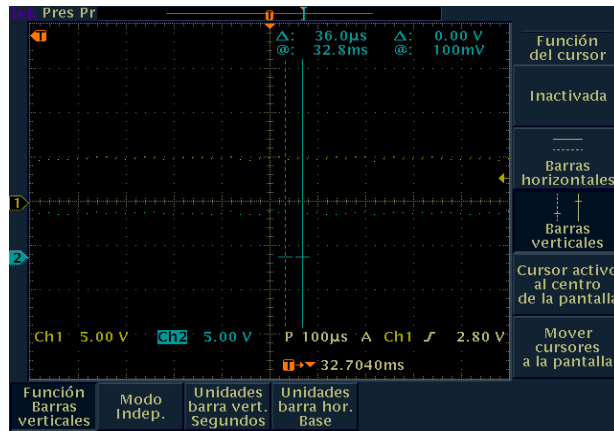 Tek Pres Pr
T
T
Δ: 36.0µs Δ: 0.00 V
@: 32.8ms @: 100mV
1
2
Ch1 5.00 V Ch2 5.00 V P 100µs A Ch1 ʃ 2.80 V
T→▼ 32.7040ms
Función
del cursor
Inactivada
Barras
horizontales
Barras
verticales
Cursor activo
al centro
de la pantalla
Mover
cursores
a la pantalla
Función
Barras
verticales
Modo
Indep.
Unidades
barra vert.
Segundos
Unidades
barra hor.
Base